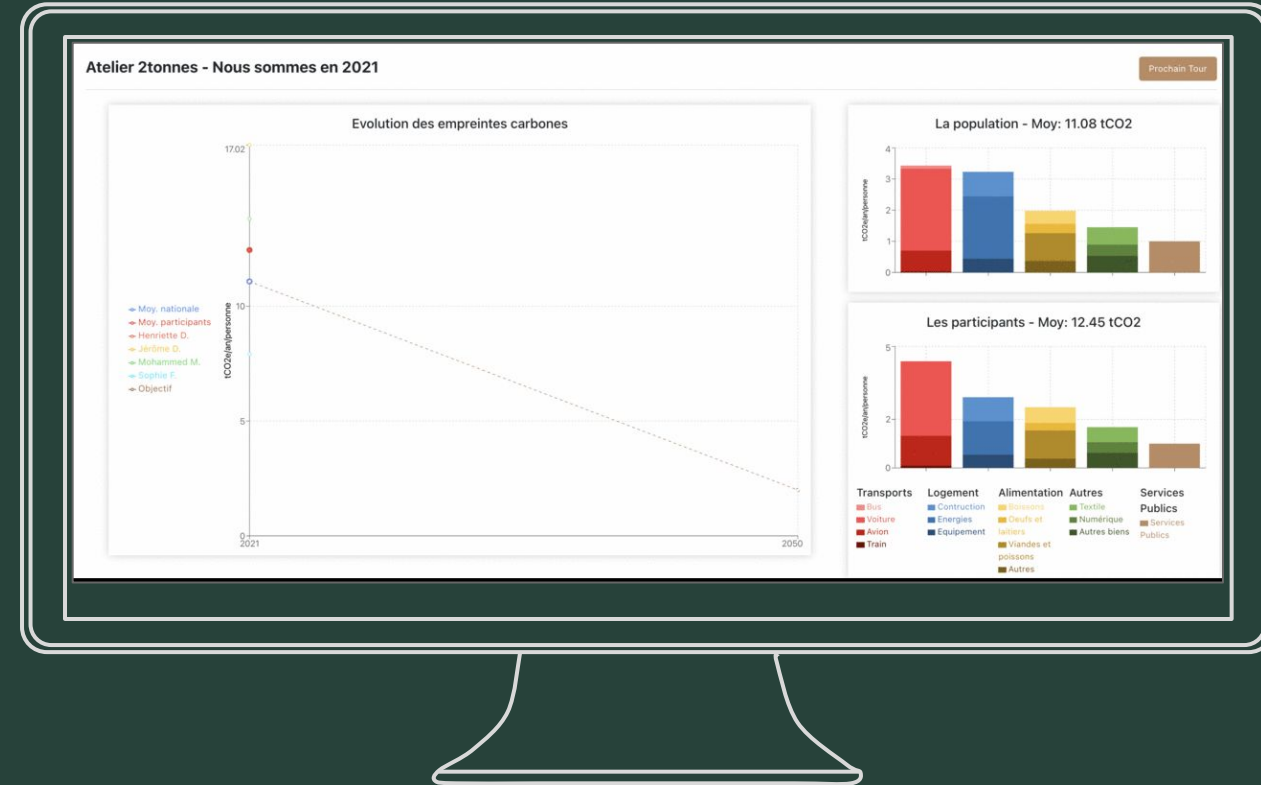 Atelier 2tonnes - Nous sommes en 2021
Prochain Tour
Evolution des empreintes carbones
17.02
10
5
0
2021
2050
tCO2e/an/personne
Moy. nationale
Moy. participants
Henriette D.
Jérôme D.
Mohammed M.
Sophie F.
Objectif
La population - Moy: 11.08 tCO2
4
3
2
1
0
tCO2e/an/personne
Les participants - Moy: 12.45 tCO2
5
2
0
tCO2e/an/personne
Transports
Bus
Voiture
Avion
Train
Logement
Contruction
Energies
Equipement
Alimentation
Boissons
Oeufs et
laitiers
Viandes et
poissons
Autres
Autres
Textile
Numérique
Autres biens
Services
Publics
Services
Publics